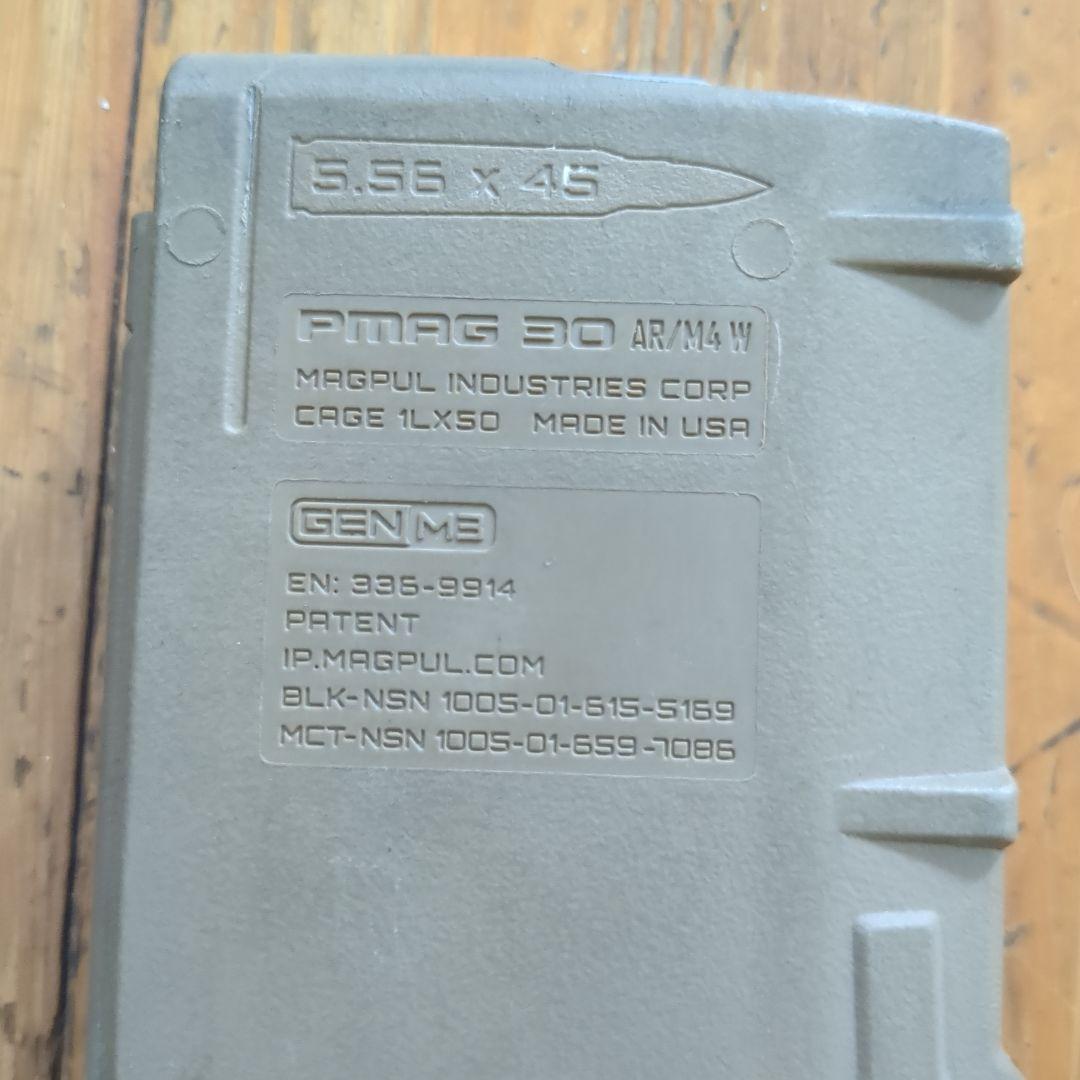 5.56 x 45
PMAG 30 AR/M4 W
MAGPUL INDUSTRIES CORP
CAGE 1LX50 MADE IN USA
GEN M3
EN: 336-9914
PATENT
IP.MAGPUL.COM
BLK-NSN 1005-01-615-5169
MCT-NSN 1005-01-659-7086